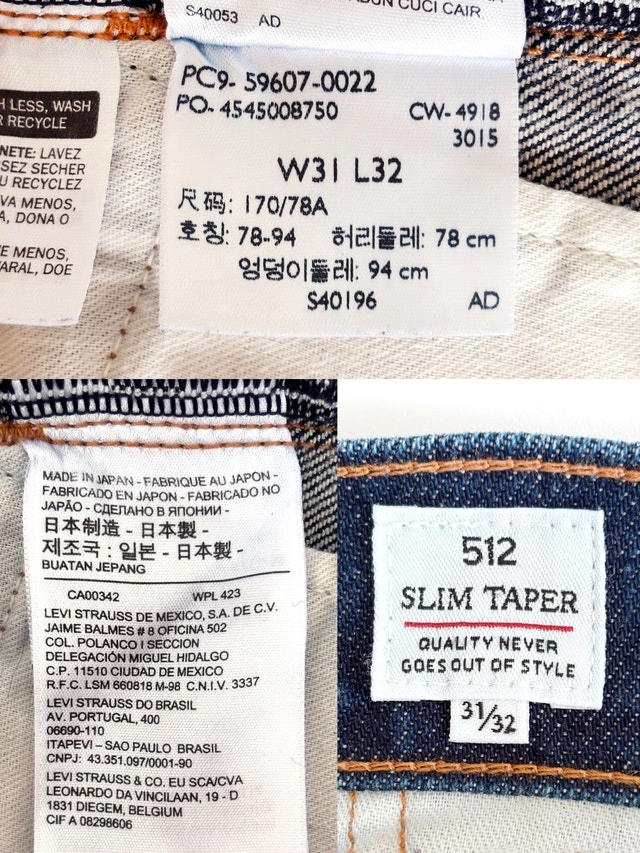 CUCI CAIR
S40053 AD
LESS, WASH
RECYCLE
LAVEZ
SECHER
RECYCLEZ
MENOS,
DONA O
MENOS,
DOE
PC9- 59607-0022
PO- 4545008750 CW- 4918
3015
W31 L32
尺码: 170/78A
호칭: 78-94 허리둘레: 78 cm
엉덩이둘레: 94 cm
S40196 AD
MADE IN JAPAN - FABRIQUE AU JAPON -
FABRICADO EN JAPON - FABRICADO NO
JAPÃO - СДЕЛАНО В ЯПОНИИ -
日本制造 - 日本製 -
제조국 : 일본 - 日本製 -
BUATAN JEPANG
CA00342 WPL 423
LEVI STRAUSS DE MEXICO, S.A. DE C.V.
JAIME BALMES # 8 OFICINA 502
COL. POLANCO I SECCION
DELEGACIÓN MIGUEL HIDALGO
C.P. 11510 CIUDAD DE MEXICO
R.F.C. LSM 660818 M-98 C.N.I.V. 3337
LEVI STRAUSS DO BRASIL
AV. PORTUGAL, 400
06690-110
ITAPEVI – SAO PAULO BRASIL
CNPJ: 43.351.097/0001-90
LEVI STRAUSS & CO. EU SCA/CVA
LEONARDO DA VINCILAAN, 19 - D
1831 DIEGEM, BELGIUM
CIF A 08298606
512
SLIM TAPER
QUALITY NEVER
GOES OUT OF STYLE
31/32